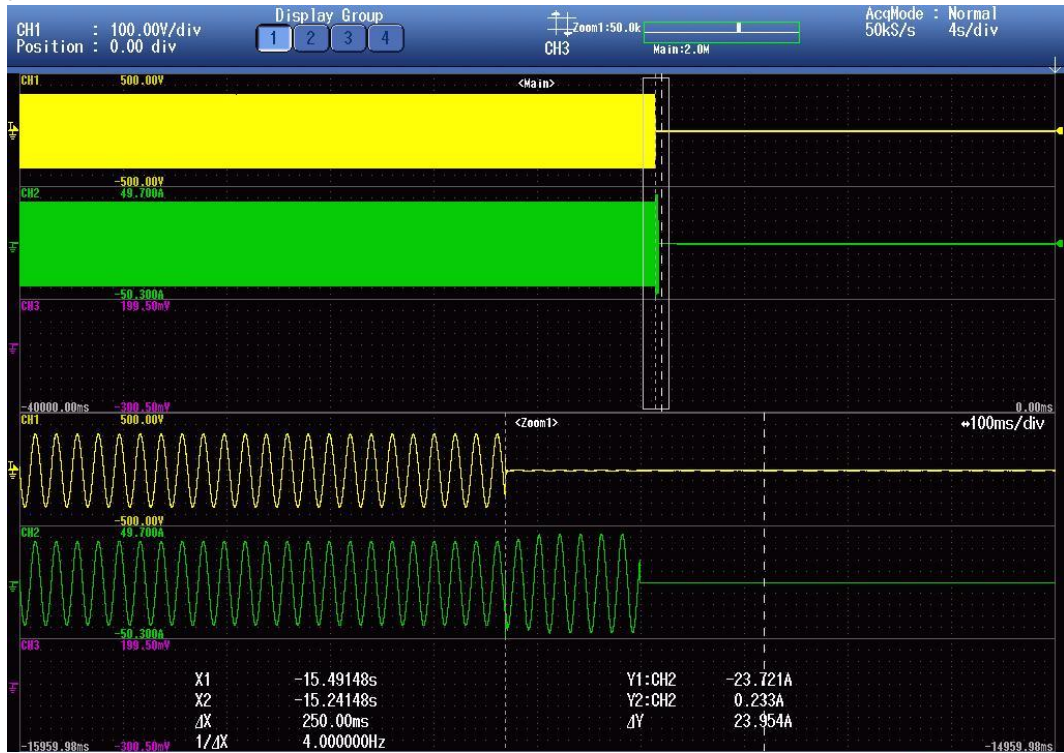 CH1 : 100.00V/div
Position : 0.00 div
Display Group
1 2 3 4
CH3
Zoom1:50.0k
Main:2.0M
AcqMode : Normal
50kS/s 4s/div
CH1 500.00V
<Main>
-500.00V
CH2 49.700A
-50.300A
CH3 199.50mV
-40000.00ms -300.50mV 0.00ms
CH1 500.00V
<Zoom1>
↔100ms/div
-500.00V
CH2 49.700A
-50.300A
CH3 199.50mV
X1 -15.49148s Y1:CH2 -23.721A
X2 -15.24148s Y2:CH2 0.233A
ΔX 250.00ms ΔY 23.954A
1/ΔX 4.000000Hz
-15959.98ms -300.50mV -14959.98ms